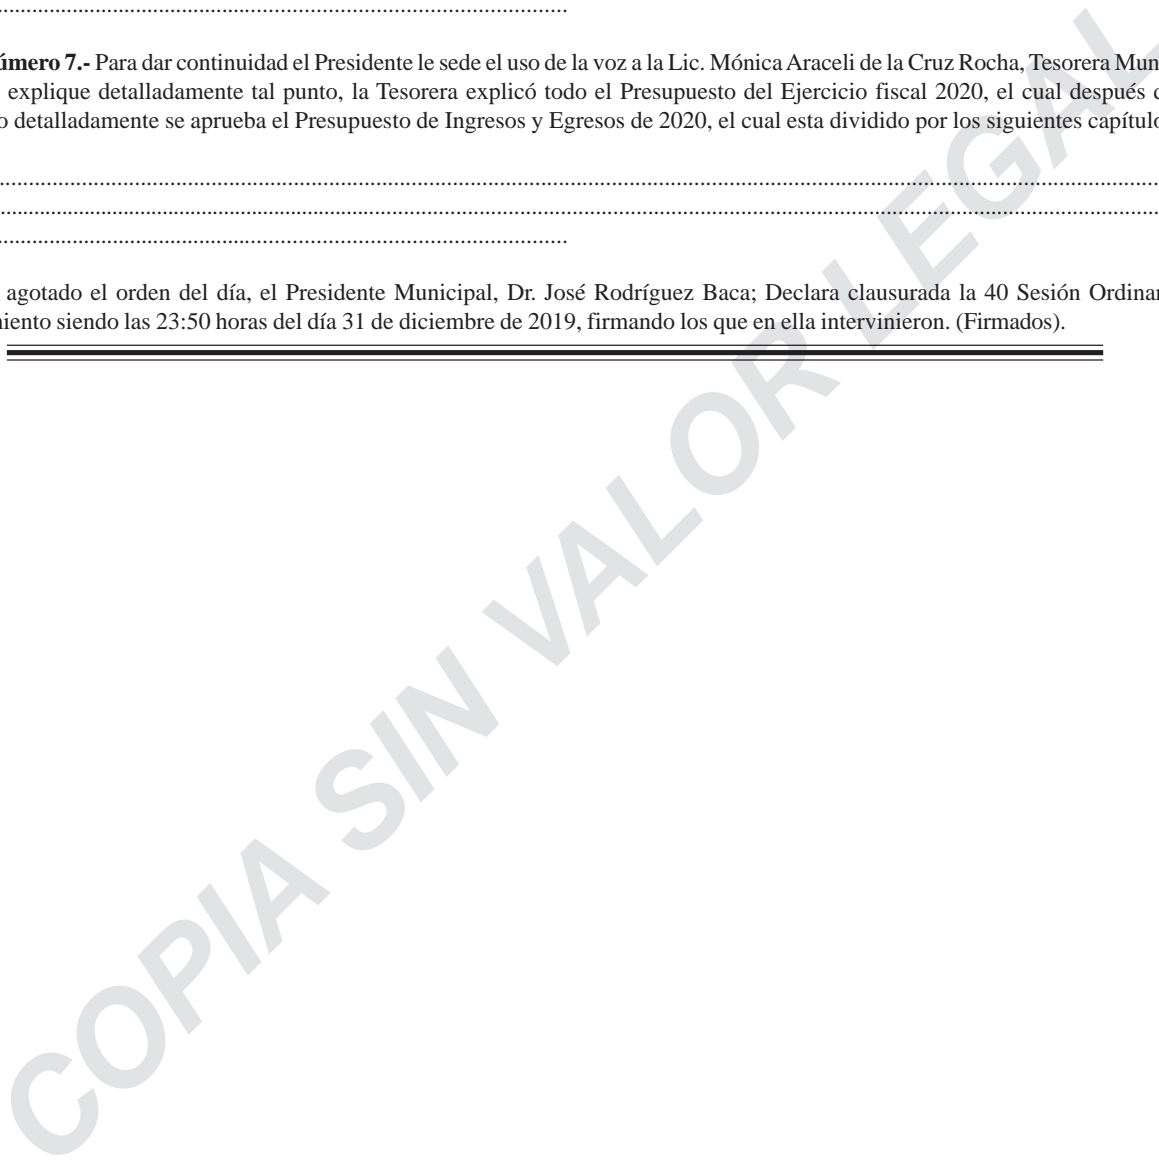 úmero 7.- Para dar continuidad el Presidente le sede el uso de la voz a la Lic. Mónica Araceli de la Cruz Rocha, Tesorera Mun
explique detalladamente tal punto, la Tesorera explicó todo el Presupuesto del Ejercicio fiscal 2020, el cual después
o detalladamente se aprueba el Presupuesto de Ingresos y Egresos de 2020, el cual esta dividido por los siguientes capítulo
agotado el orden del día, el Presidente Municipal, Dr. José Rodríguez Baca; Declara clausurada la 40 Sesión Ordinar
niento siendo las 23:50 horas del día 31 de diciembre de 2019, firmando los que en ella intervinieron. (Firmados).
COPIA SIN VALOR LEGAL